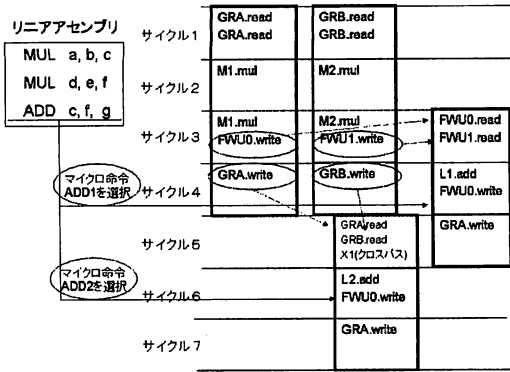 リニアアセンブリ
MUL a, b, c
MUL d, e, f
ADD c, f, g
マイクロ命令
ADD1を選択
マイクロ命令
ADD2を選択
サイクル1
GRA.read
GRA.read
GRB.read
GRB.read
サイクル2
M1.mul
M2.mul
サイクル3
M1.mul
FWU0.write
M2.mul
FWU1.write
FWU0.read
FWU1.read
サイクル4
GRA.write
GRB.write
L1.add
FWU0.write
サイクル5
GRA.read
GRB.read
X1(クロスパス)
GRA.write
サイクル6
L2.add
FWU0.write
サイクル7
GRA.write